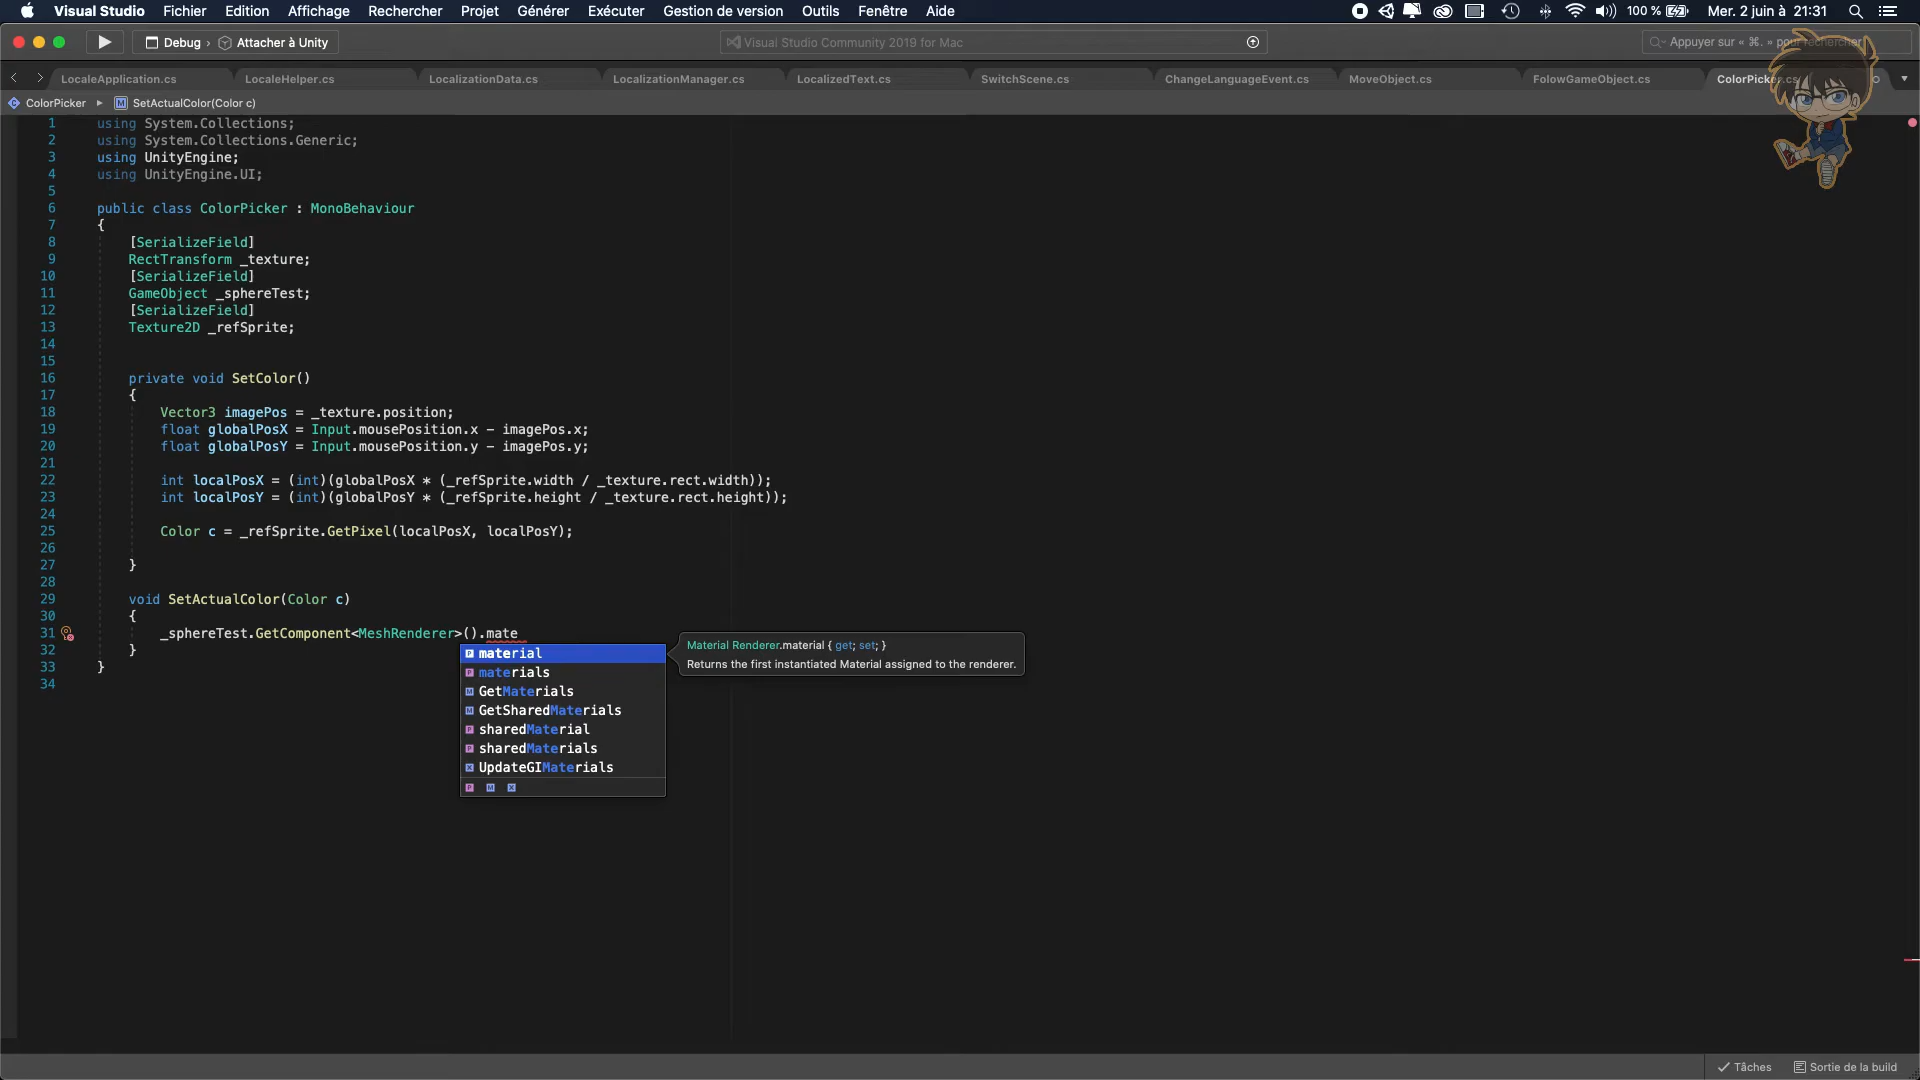 Visual Studio Fichier Edition Affichage Rechercher Projet Générer Exécuter Gestion de version Outils Fenêtre Aide 100 % Mer. 2 juin à 21:31
Debug › Attacher à Unity Visual Studio Community 2019 for Mac Appuyer sur « ⌘. » pour rechercher
LocaleApplication.cs LocaleHelper.cs LocalizationData.cs LocalizationManager.cs LocalizedText.cs SwitchScene.cs ChangeLanguageEvent.cs MoveObject.cs FolowGameObject.cs ColorPicker.cs
ColorPicker ▸ M SetActualColor(Color c)
1 using System.Collections;
2 using System.Collections.Generic;
3 using UnityEngine;
4 using UnityEngine.UI;
5
6 public class ColorPicker : MonoBehaviour
7 {
8 [SerializeField]
9 RectTransform _texture;
10 [SerializeField]
11 GameObject _sphereTest;
12 [SerializeField]
13 Texture2D _refSprite;
14
15
16 private void SetColor()
17 {
18 Vector3 imagePos = _texture.position;
19 float globalPosX = Input.mousePosition.x - imagePos.x;
20 float globalPosY = Input.mousePosition.y - imagePos.y;
21
22 int localPosX = (int)(globalPosX * (_refSprite.width / _texture.rect.width));
23 int localPosY = (int)(globalPosY * (_refSprite.height / _texture.rect.height));
24
25 Color c = _refSprite.GetPixel(localPosX, localPosY);
26
27 }
28
29 void SetActualColor(Color c)
30 {
31 _sphereTest.GetComponent<MeshRenderer>().mate
32 }
33 }
34
P material
P materials
M GetMaterials
M GetSharedMaterials
P sharedMaterial
P sharedMaterials
X UpdateGIMaterials
P M X
Material Renderer.material { get; set; }
Returns the first instantiated Material assigned to the renderer.
Tâches Sortie de la build